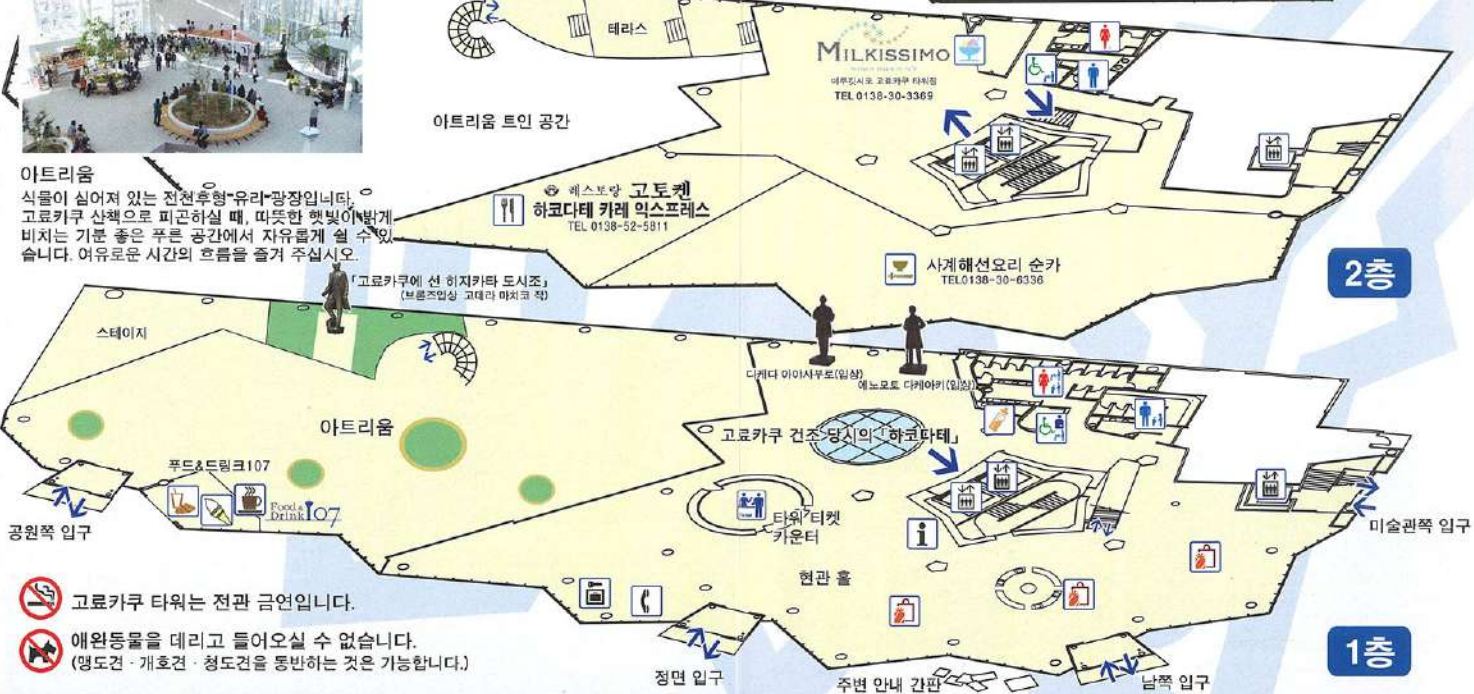 테라스
MILKISSIMO
고료카쿠 타워점
TEL 0138-30-3369
아트리움 트인 공간
아트리움
식물이 심어져 있는 전천후형 "유리" 광장입니다.
고료카쿠 산책으로 피곤하실 때, 따뜻한 햇빛이 밝게
비치는 기분 좋은 푸른 공간에서 자유롭게 쉴 수 있
습니다. 여유로운 시간의 흐름을 즐겨 주십시오.
레스토랑 고토켄
하코다테 카레 익스프레스
TEL 0138-52-5811
사계해선요리 슌카
TEL0138-30-6336
2층
「고료카쿠에 선 히지카타 도시조」
(브론즈입상 고데라 마치코 작)
스테이지
다케다 아야사부로(입상)
에노모토 다케아키(입상)
아트리움
고료카쿠 건조 당시의 「하코다테」
푸드&드링크107
Food & Drink 107
타워 티켓
카운터
공원쪽 입구
미술관쪽 입구
현관 홀
고료카쿠 타워는 전관 금연입니다.
애완동물을 데리고 들어오실 수 없습니다.
(맹도견 · 개호견 · 청도견을 동반하는 것은 가능합니다.)
정면 입구
주변 안내 간판
남쪽 입구
1층